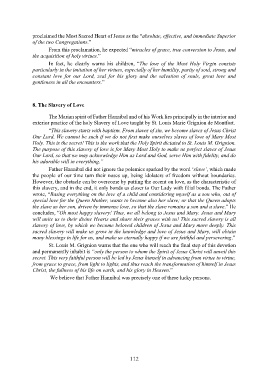 proclaimed the Most Sacred Heart of Jesus as the "absolute, effective, and immediate Superior
of the two Congregations."
From this proclamation, he expected "miracles of grace, true conversion to Jesus, and
the acquisition of holy virtues."
In fact, he dearly warns his children, "The love of the Most Holy Virgin consists
particularly in the imitation of her virtues, especially of her humility, purity of soul, strong and
constant love for our Lord, zeal for his glory and the salvation of souls, great love and
gentleness in all the encounters."
8. The Slavery of Love
The Marian spirit of Father Hannibal and of his Work lies principally in the interior and
exterior practice of the holy Slavery of Love taught by St. Louis Marie Grignion de Montfort.
"This slavery starts with baptism. From slaves of sin, we become slaves of Jesus Christ
Our Lord. We cannot be such if we do not first make ourselves slaves of love of Mary Most
Holy. This is the secret! This is the work that the Holy Spirit dictated to St. Louis M. Grignion.
The purpose of this slavery of love is for Mary Most Holy to make us perfect slaves of Jesus
Our Lord, so that we may acknowledge Him as Lord and God, serve Him with fidelity, and do
his adorable will in everything."
Father Hannibal did not ignore the polemics sparked by the word 'slave', which made
the people of our time turn their noses up, being idolaters of freedom without boundaries.
However, the obstacle can be overcome by putting the accent on love, as the characteristic of
this slavery, and in the end, it only binds us closer to Our Lady with filial bonds. The Father
wrote, "Basing everything on the love of a child and considering myself as a son who, out of
special love for the Queen Mother, wants to become also her slave, so that the Queen adopts
the slave as her son, driven by immense love, so that the slave remains a son and a slave." He
concludes, "Oh most happy slavery! Thus, we all belong to Jesus and Mary. Jesus and Mary
will unite us to their divine Hearts and share their graces with us! This sacred slavery is all
slavery of love, by which we become beloved children of Jesus and Mary more deeply. This
sacred slavery will make us grow in the knowledge and love of Jesus and Mary, will obtain
many blessings in life for us, and make us eternally happy if we are faithful and persevering."
St. Louis M. Grignion warns that the one who will reach the final step of this devotion
and permanently inhabit is "only the person to whom the Spirit of Jesus Christ will unveil this
secret. This very faithful person will be led by Jesus himself in advancing from virtue to virtue,
from grace to grace, from light to lights, and thus reach the transformation of himself in Jesus
Christ, the fullness of his life on earth, and his glory in Heaven."
We believe that Father Hannibal was precisely one of these lucky persons.
112